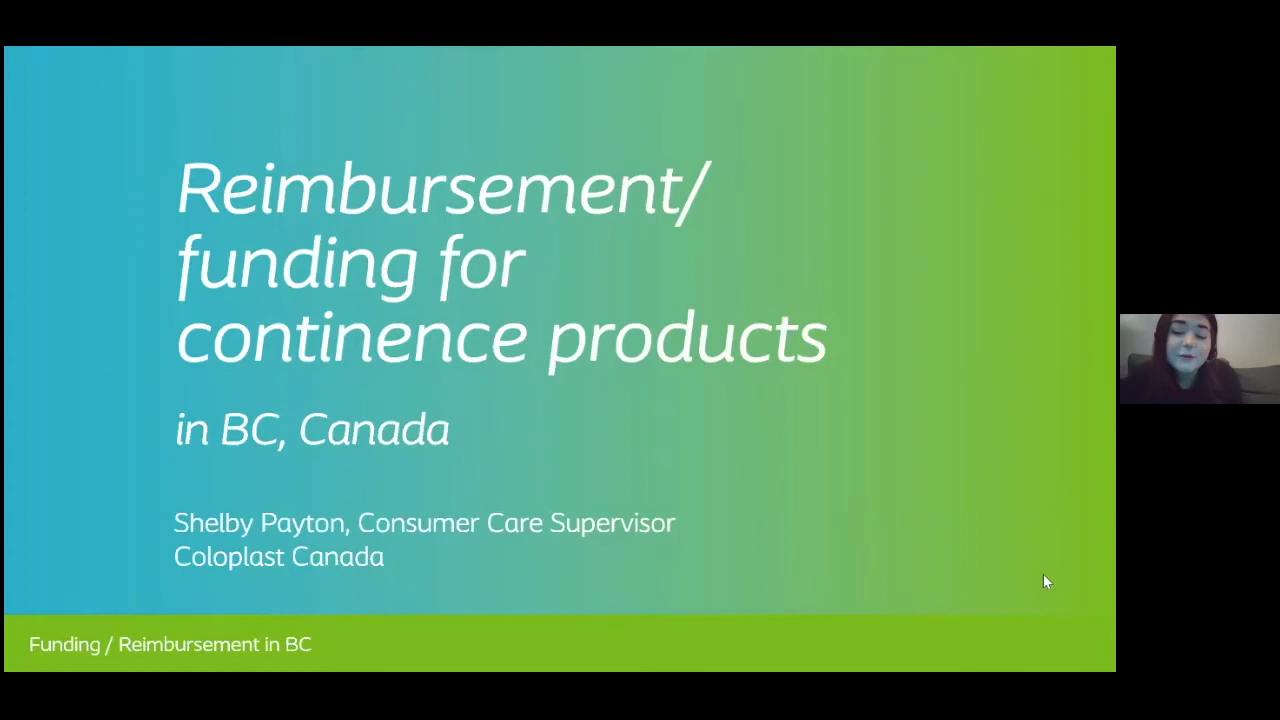 Reimbursement/
funding for
continence products
in BC, Canada
Shelby Payton, Consumer Care Supervisor
Coloplast Canada
Funding / Reimbursement in BC